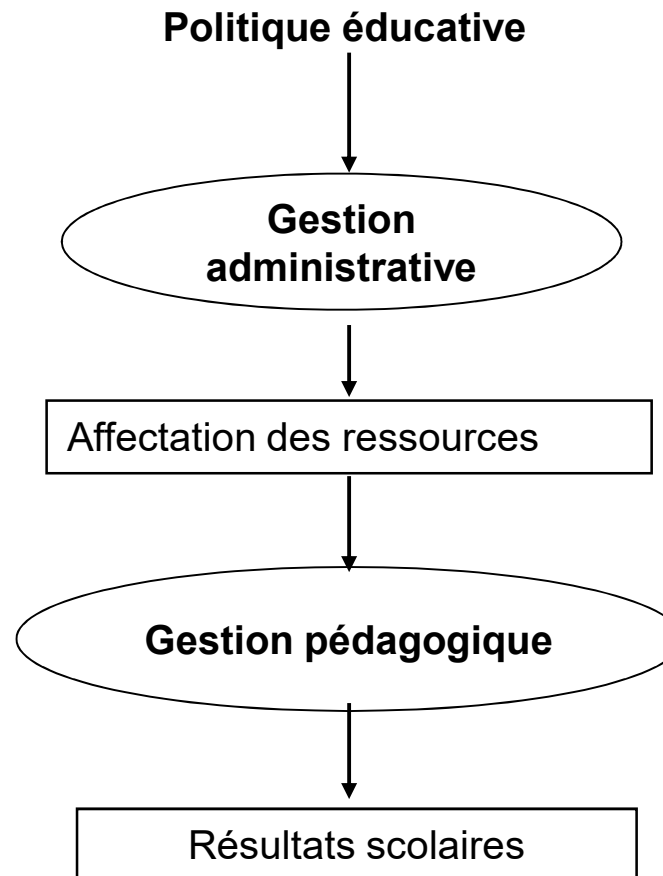 Politique éducative
Gestion
administrative
Affectation des ressources
Gestion pédagogique
Résultats scolaires